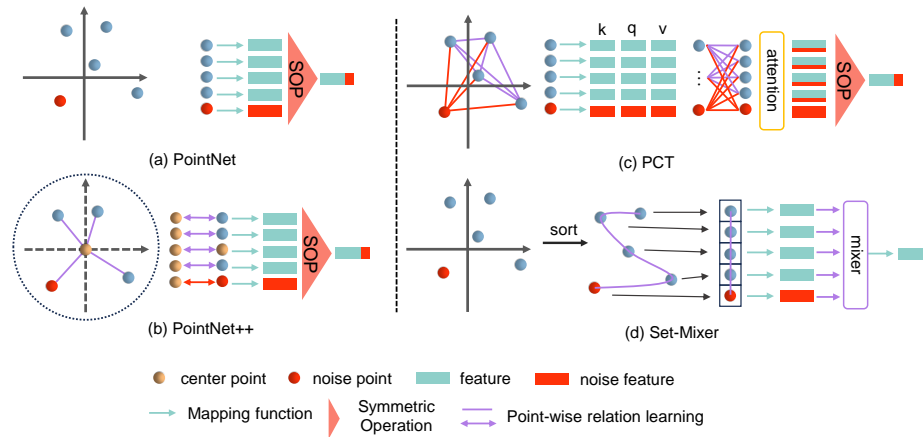 SOP
(a) PointNet
SOP
(b) PointNet++
k q v
attention
SOP
(c) PCT
sort
mixer
(d) Set-Mixer
center point
noise point
feature
noise feature
Mapping function
Symmetric
Operation
Point-wise relation learning